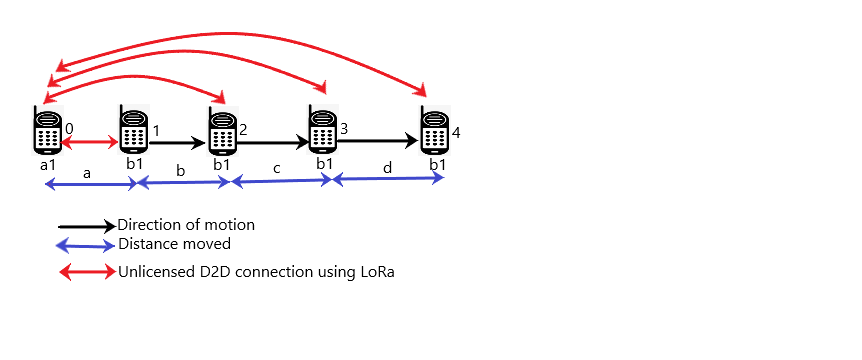 0
1
2
3
4
a1
b1
b1
b1
b1
a
b
c
d
Direction of motion
Distance moved
Unlicensed D2D connection using LoRa